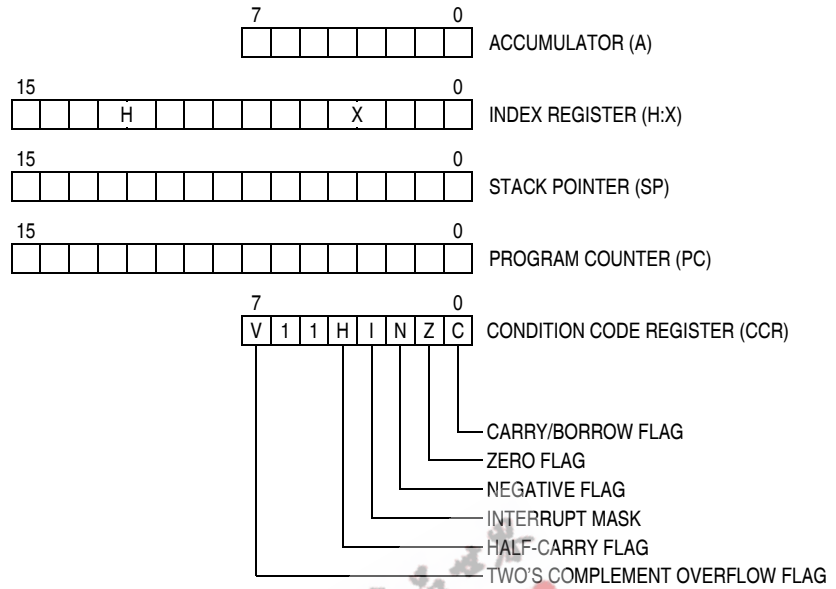 7 0
ACCUMULATOR (A)
15 0
H X INDEX REGISTER (H:X)
15 0
STACK POINTER (SP)
15 0
PROGRAM COUNTER (PC)
7 0
V 1 1 H I N Z C CONDITION CODE REGISTER (CCR)
CARRY/BORROW FLAG
ZERO FLAG
NEGATIVE FLAG
INTERRUPT MASK
HALF-CARRY FLAG
TWO'S COMPLEMENT OVERFLOW FLAG